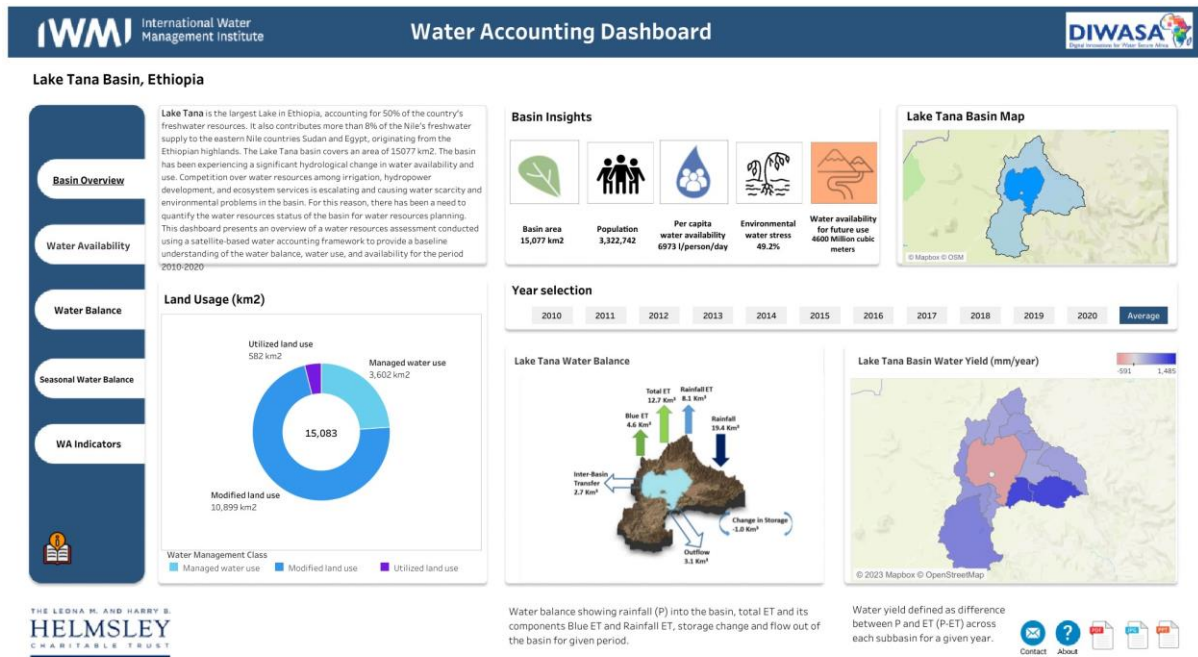 IWMI
International Water
Management Institute
Water Accounting Dashboard
DIWASA
Digital Innovations for Water Secure Africa
Lake Tana Basin, Ethiopia
Basin Overview
Water Availability
Water Balance
Seasonal Water Balance
WA Indicators
Lake Tana is the largest Lake in Ethiopia, accounting for 50% of the country's
freshwater resources. It also contributes more than 8% of the Nile's freshwater
supply to the eastern Nile countries Sudan and Egypt, originating from the
Ethiopian highlands. The Lake Tana basin covers an area of 15077 km2. The basin
has been experiencing a significant hydrological change in water availability and
use. Competition over water resources among irrigation, hydropower
development, and ecosystem services is escalating and causing water scarcity and
environmental problems in the basin. For this reason, there has been a need to
quantify the water resources status of the basin for water resources planning.
This dashboard presents an overview of a water resources assessment conducted
using a satellite-based water accounting framework to provide a baseline
understanding of the water balance, water use, and availability for the period
2010-2020
Basin Insights
Basin area
15,077 km2
Population
3,322,742
Per capita
water availability
6973 l/person/day
Environmental
water stress
49.2%
Water availability
for future use
4600 Million cubic
meters
Lake Tana Basin Map
© Mapbox © OSM
Land Usage (km2)
Utilized land use
582 km2
Managed water use
3,602 km2
15,083
Modified land use
10,899 km2
Water Management Class
Managed water use
Modified land use
Utilized land use
Year selection
2010 2011 2012 2013 2014 2015 2016 2017 2018 2019 2020 Average
Lake Tana Water Balance
Total ET
12.7 Km³
Rainfall ET
8.1 Km³
Blue ET
4.6 Km³
Rainfall
19.4 Km³
Inter-Basin
Transfer
2.7 Km³
Change in Storage
-1.0 Km³
Outflow
3.1 Km³
Lake Tana Basin Water Yield (mm/year)
-591 1,485
© 2023 Mapbox © OpenStreetMap
THE LEONA M. AND HARRY B.
HELMSLEY
CHARITABLE TRUST
Water balance showing rainfall (P) into the basin, total ET and its
components Blue ET and Rainfall ET, storage change and flow out of
the basin for given period.
Water yield defined as difference
between P and ET (P-ET) across
each subbasin for a given year.
Contact
?
About
PDF
JPG
PPT